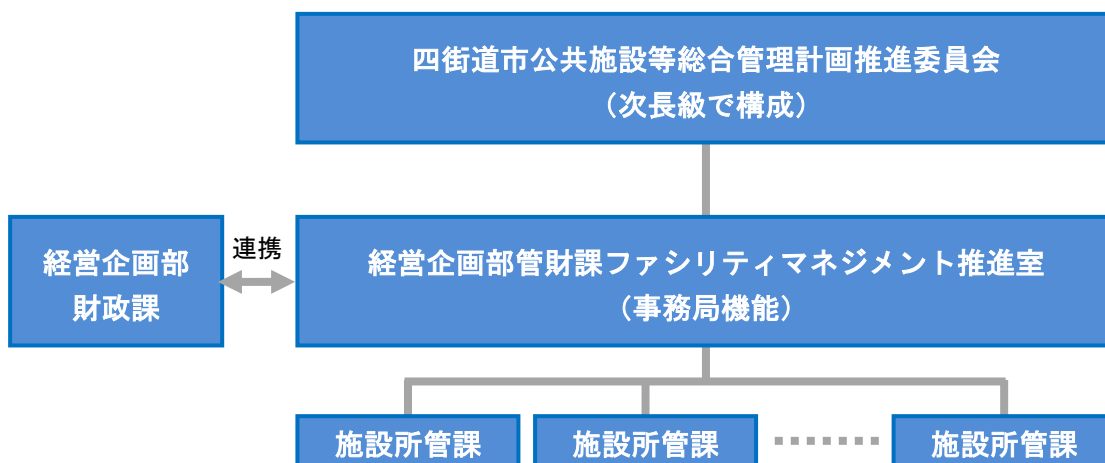 四街道市公共施設等総合管理計画推進委員会
（次長級で構成）
経営企画部
財政課
連携
経営企画部管財課ファシリティマネジメント推進室
（事務局機能）
施設所管課
施設所管課
施設所管課